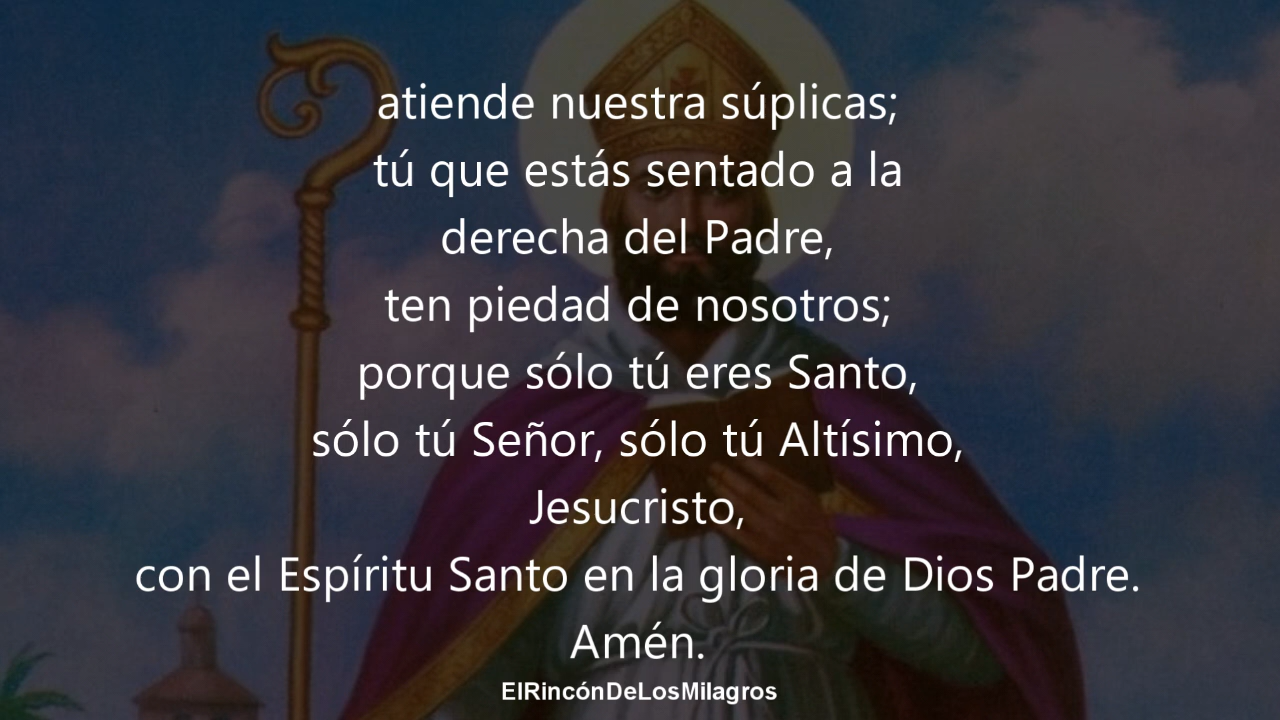 atiende nuestra súplicas;
tú que estás sentado a la
derecha del Padre,
ten piedad de nosotros;
porque sólo tú eres Santo,
sólo tú Señor, sólo tú Altísimo,
Jesucristo,
con el Espíritu Santo en la gloria de Dios Padre.
Amén.
ElRincónDeLosMilagros